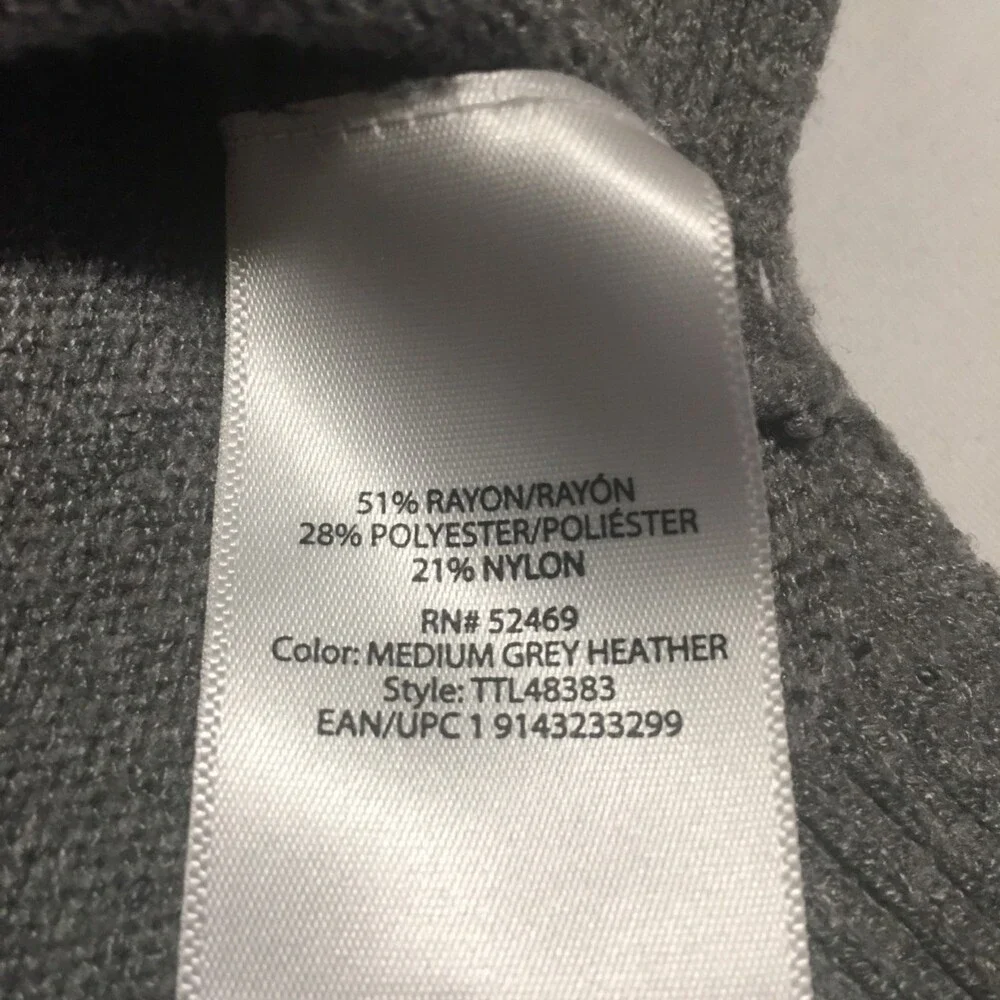 51% RAYON/RAYÓN
28% POLYESTER/POLIÉSTER
21% NYLON
RN# 52469
Color: MEDIUM GREY HEATHER
Style: TTL48383
EAN/UPC 1 9143233299